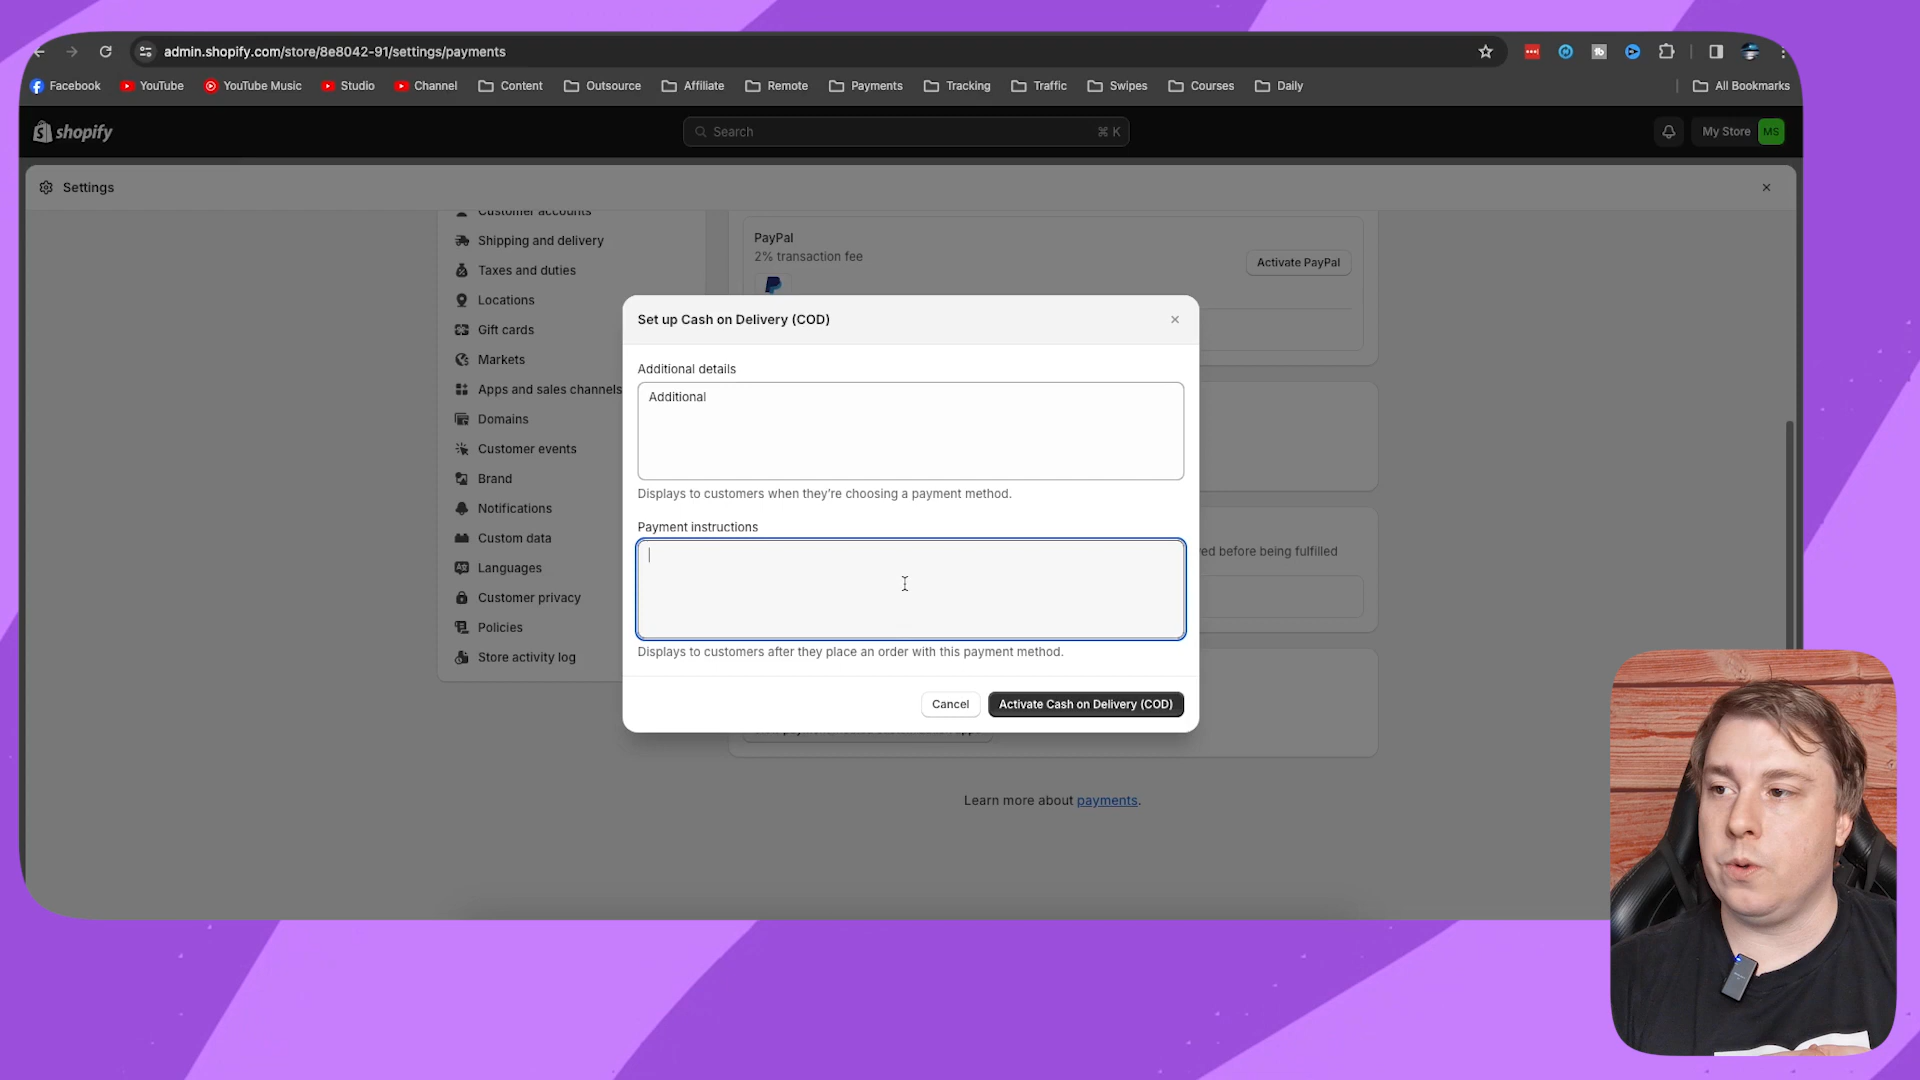 admin.shopify.com/store/8e8042-91/settings/payments
Facebook YouTube YouTube Music Studio Channel Content Outsource Affiliate Remote Payments Tracking Traffic Swipes Courses Daily All Bookmarks
shopify Search ⌘ K My Store MS
Settings
Customer accounts
Shipping and delivery
Taxes and duties
Locations
Gift cards
Markets
Apps and sales channels
Domains
Customer events
Brand
Notifications
Custom data
Languages
Customer privacy
Policies
Store activity log
PayPal
2% transaction fee
Activate PayPal
Set up Cash on Delivery (COD)
Additional details
Additional
Displays to customers when they're choosing a payment method.
Payment instructions
Displays to customers after they place an order with this payment method.
Cancel Activate Cash on Delivery (COD)
before being fulfilled
Learn more about payments.